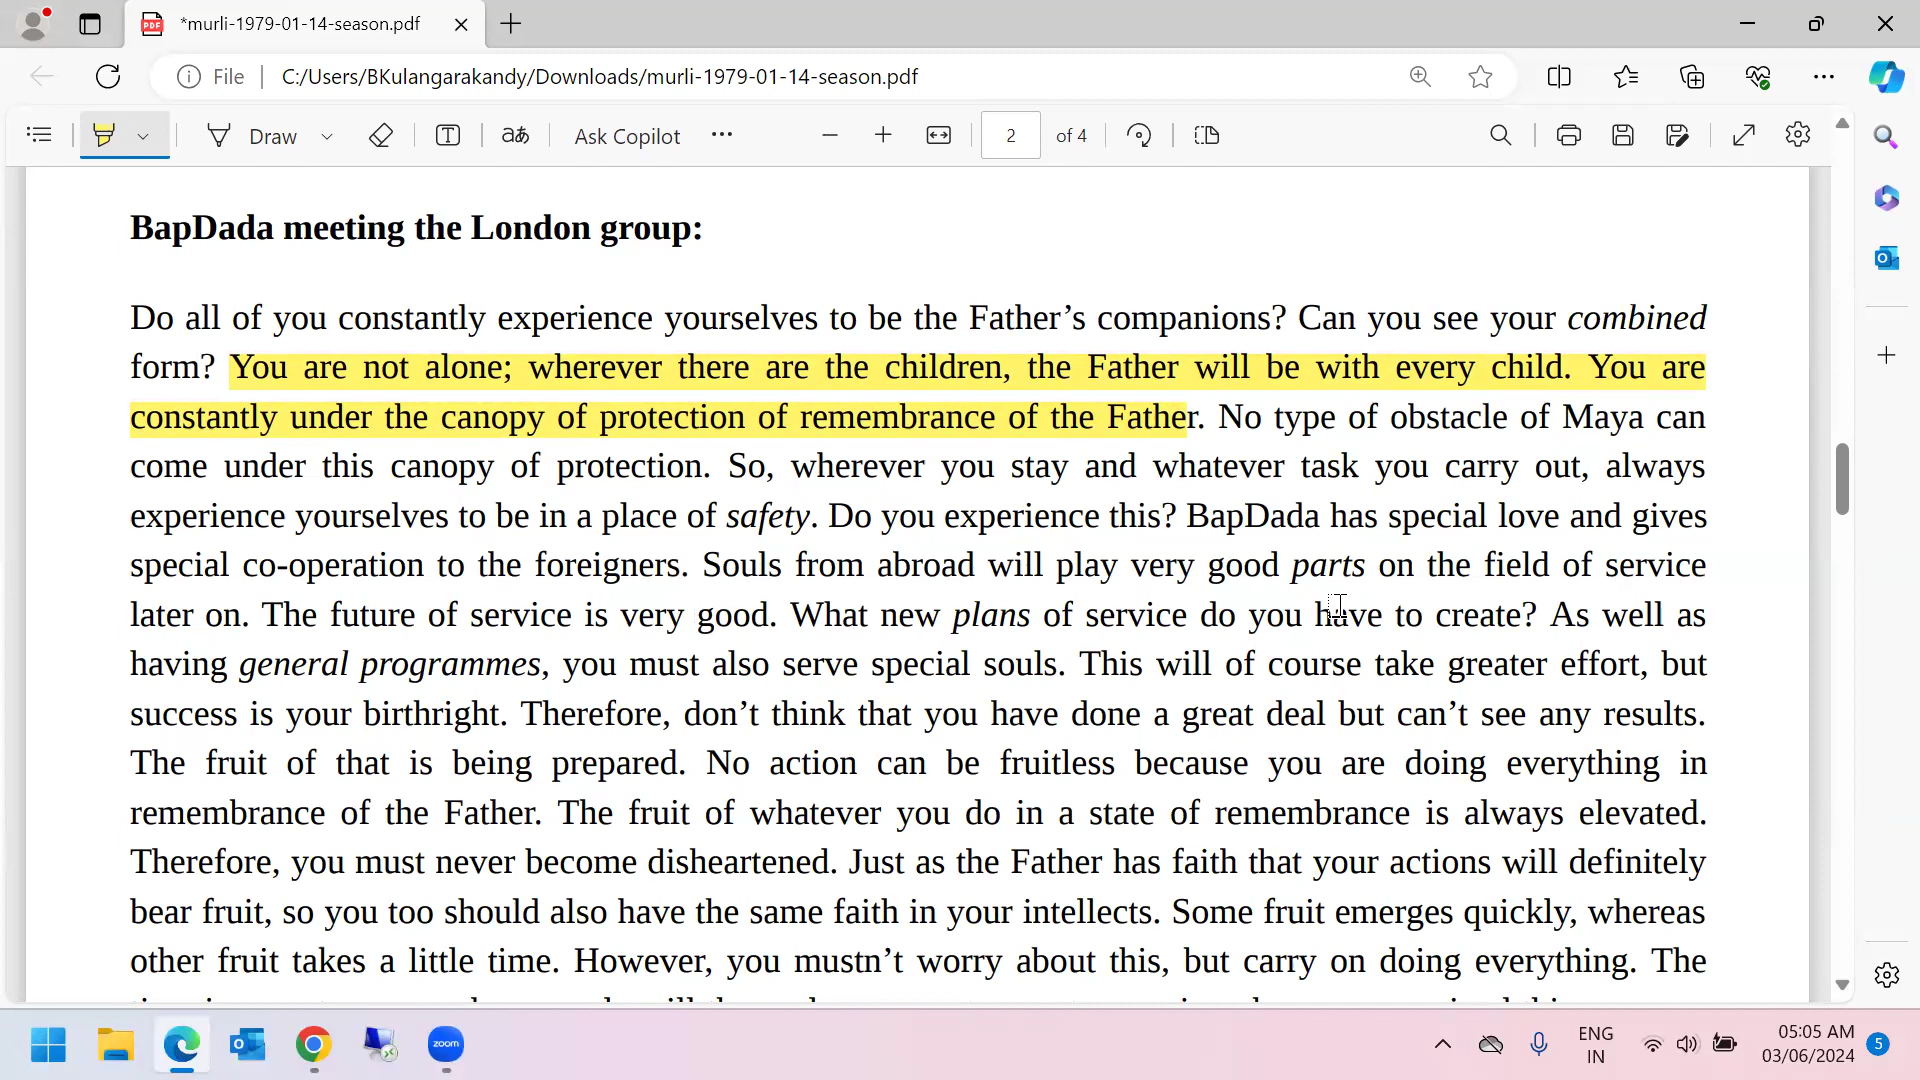 *murli-1979-01-14-season.pdf
File
C:/Users/BKulangarakandy/Downloads/murli-1979-01-14-season.pdf
Draw
aあ
Ask Copilot
2
of 4
BapDada meeting the London group:
Do all of you constantly experience yourselves to be the Father’s companions? Can you see your combined
form? You are not alone; wherever there are the children, the Father will be with every child. You are
constantly under the canopy of protection of remembrance of the Father. No type of obstacle of Maya can
come under this canopy of protection. So, wherever you stay and whatever task you carry out, always
experience yourselves to be in a place of safety. Do you experience this? BapDada has special love and gives
special co-operation to the foreigners. Souls from abroad will play very good parts on the field of service
later on. The future of service is very good. What new plans of service do you have to create? As well as
having general programmes, you must also serve special souls. This will of course take greater effort, but
success is your birthright. Therefore, don’t think that you have done a great deal but can’t see any results.
The fruit of that is being prepared. No action can be fruitless because you are doing everything in
remembrance of the Father. The fruit of whatever you do in a state of remembrance is always elevated.
Therefore, you must never become disheartened. Just as the Father has faith that your actions will definitely
bear fruit, so you too should also have the same faith in your intellects. Some fruit emerges quickly, whereas
other fruit takes a little time. However, you mustn’t worry about this, but carry on doing everything. The
zoom
ENG
IN
05:05 AM
03/06/2024
5